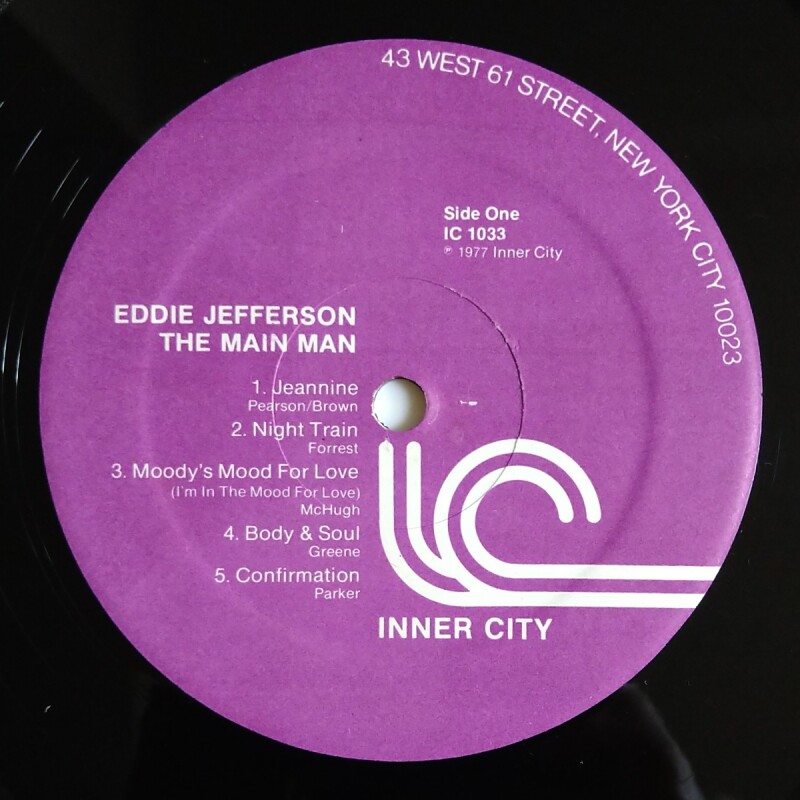 43 WEST 61 STREET, NEW YORK CITY 10023
Side One
IC 1033
℗ 1977 Inner City
EDDIE JEFFERSON
THE MAIN MAN
1. Jeannine
Pearson/Brown
2. Night Train
Forrest
3. Moody's Mood For Love
(I'm In The Mood For Love)
McHugh
4. Body & Soul
Greene
5. Confirmation
Parker
IC
INNER CITY